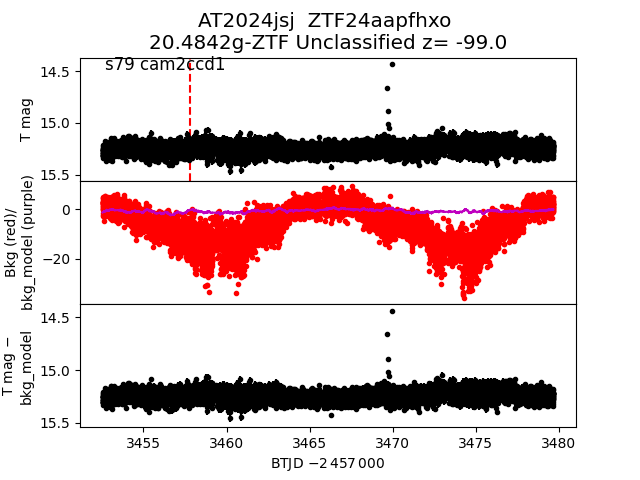 AT2024jsj  ZTF24aapfhxo
20.4842g-ZTF Unclassified z= -99.0
s79 cam2ccd1
14.5
15.0
15.5
T mag
0
−20
Bkg (red)/
bkg_model (purple)
14.5
15.0
15.5
T mag −
bkg_model
3455
3460
3465
3470
3475
3480
BTJD −2 457 000